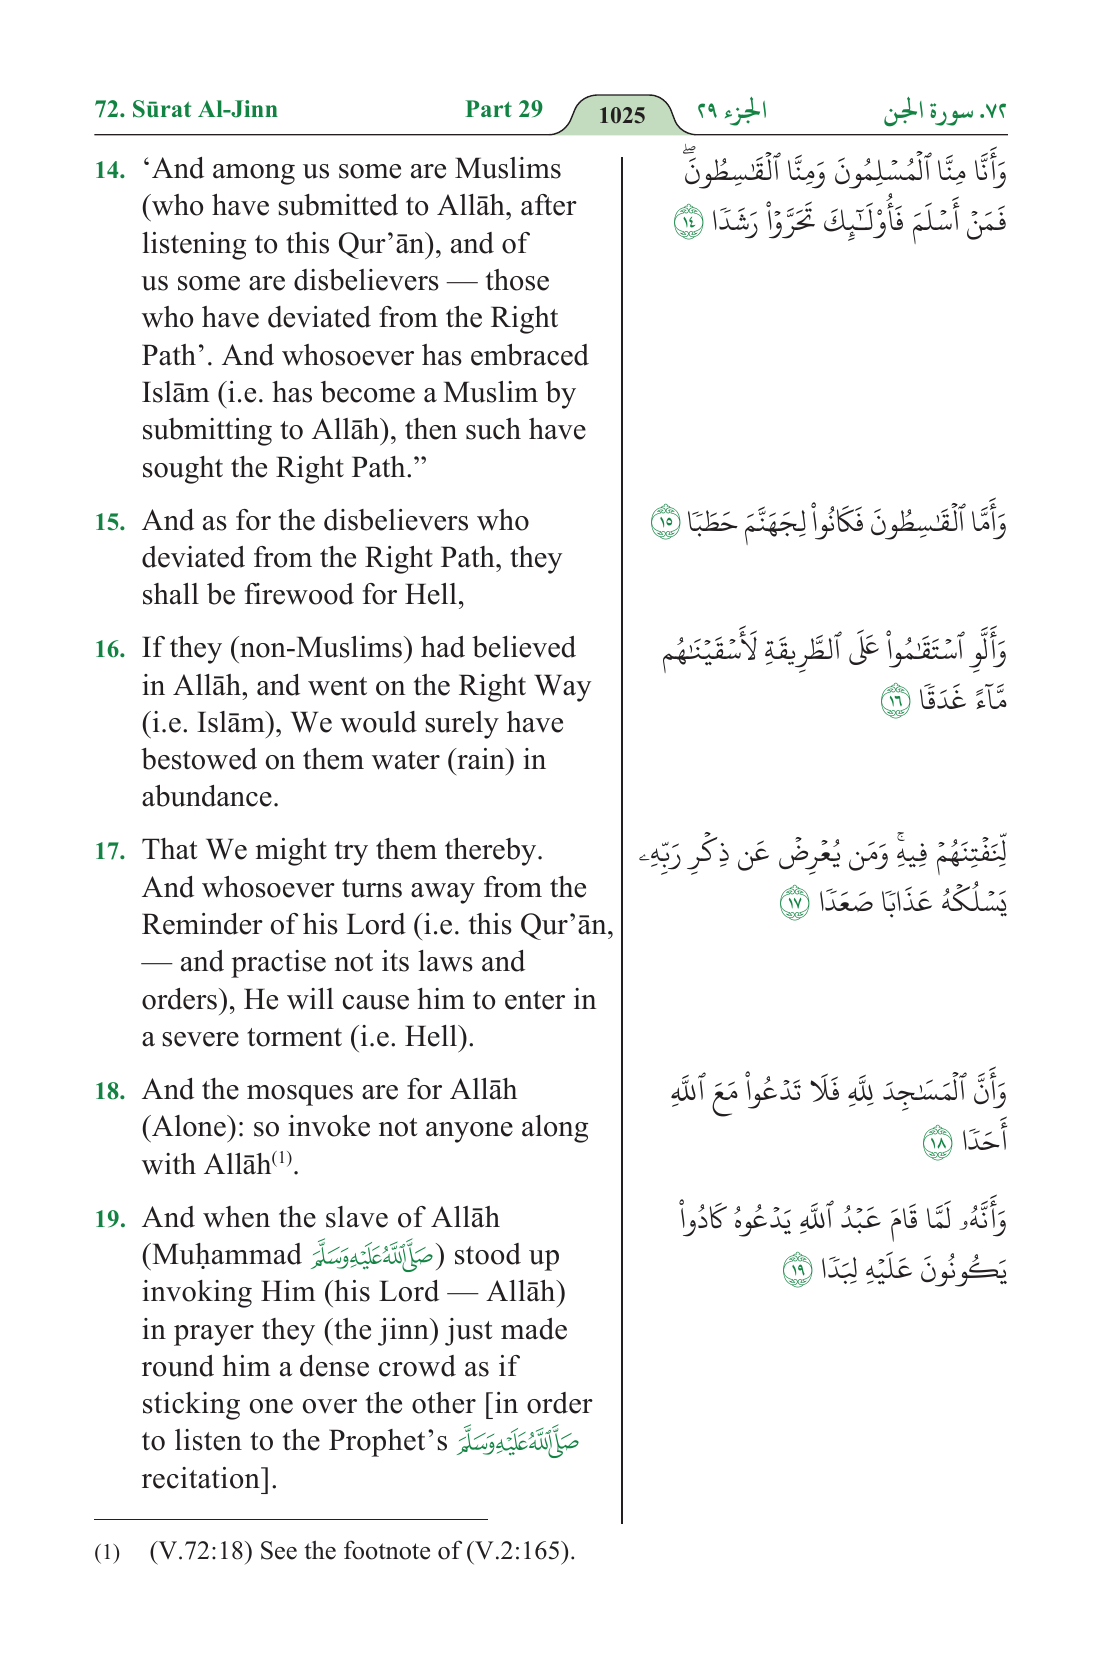 72. Sūrat Al-Jinn Part 29 1025 الجزء ٢٩ ٧٢. سورة الجن
14. ‘And among us some are Muslims
(who have submitted to Allāh, after
listening to this Qur’ān), and of
us some are disbelievers — those
who have deviated from the Right
Path’. And whosoever has embraced
Islām (i.e. has become a Muslim by
submitting to Allāh), then such have
sought the Right Path.”
وَأَنَّا مِنَّا ٱلْمُسْلِمُونَ وَمِنَّا ٱلْقَـٰسِطُونَۖ
فَمَنْ أَسْلَمَ فَأُو۟لَـٰٓئِكَ تَحَرَّوْا۟ رَشَدًا ١٤
15. And as for the disbelievers who
deviated from the Right Path, they
shall be firewood for Hell,
وَأَمَّا ٱلْقَـٰسِطُونَ فَكَانُوا۟ لِجَهَنَّمَ حَطَبًا ١٥
16. If they (non-Muslims) had believed
in Allāh, and went on the Right Way
(i.e. Islām), We would surely have
bestowed on them water (rain) in
abundance.
وَأَلَّوِ ٱسْتَقَـٰمُوا۟ عَلَى ٱلطَّرِيقَةِ لَأَسْقَيْنَـٰهُم
مَّآءً غَدَقًا ١٦
17. That We might try them thereby.
And whosoever turns away from the
Reminder of his Lord (i.e. this Qur’ān,
— and practise not its laws and
orders), He will cause him to enter in
a severe torment (i.e. Hell).
لِّنَفْتِنَهُمْ فِيهِۚ وَمَن يُعْرِضْ عَن ذِكْرِ رَبِّهِۦ
يَسْلُكْهُ عَذَابًا صَعَدًا ١٧
18. And the mosques are for Allāh
(Alone): so invoke not anyone along
with Allāh(1).
وَأَنَّ ٱلْمَسَـٰجِدَ لِلَّهِ فَلَا تَدْعُوا۟ مَعَ ٱللَّهِ
أَحَدًا ١٨
19. And when the slave of Allāh
(Muḥammad صَلَّى ٱللَّهُ عَلَيْهِ وَسَلَّمَ) stood up
invoking Him (his Lord — Allāh)
in prayer they (the jinn) just made
round him a dense crowd as if
sticking one over the other [in order
to listen to the Prophet’s صَلَّى ٱللَّهُ عَلَيْهِ وَسَلَّمَ
recitation].
وَأَنَّهُۥ لَمَّا قَامَ عَبْدُ ٱللَّهِ يَدْعُوهُ كَادُوا۟
يَكُونُونَ عَلَيْهِ لِبَدًا ١٩
(1) (V.72:18) See the footnote of (V.2:165).